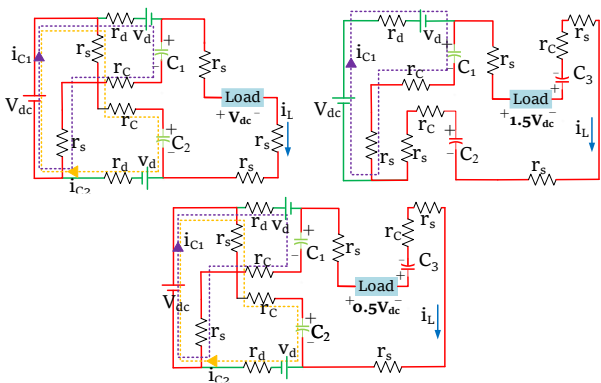 r_d v_d
i_C1 r_s r_C C_1 r_s
V_dc Load
+ V_dc -
i_L
r_s r_C C_2 r_s
i_C2 r_d v_d r_s
r_d v_d r_s
i_C1 C_1 r_s r_C C_3
r_C
V_dc Load
r_C +1.5V_dc-
i_L
r_s r_s C_2
r_s
r_d v_d r_s
i_C1 r_s C_1 r_s r_C C_3
r_C
V_dc Load
+0.5V_dc-
r_C i_L
r_s C_2
r_d v_d r_s
i_C2